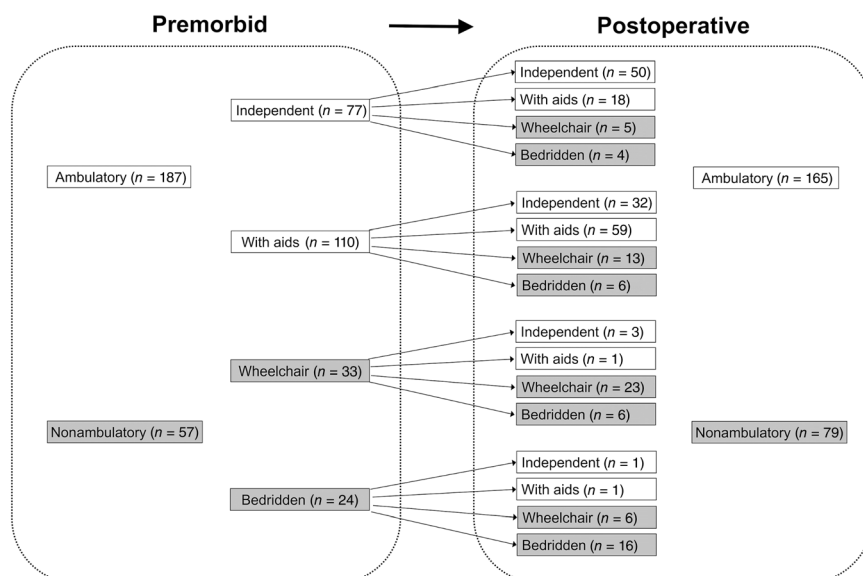 Premorbid
Postoperative
Ambulatory (n = 187)
Nonambulatory (n = 57)
Independent (n = 77)
Independent (n = 50)
With aids (n = 18)
Wheelchair (n = 5)
Bedridden (n = 4)
With aids (n = 110)
Independent (n = 32)
With aids (n = 59)
Wheelchair (n = 13)
Bedridden (n = 6)
Wheelchair (n = 33)
Independent (n = 3)
With aids (n = 1)
Wheelchair (n = 23)
Bedridden (n = 6)
Bedridden (n = 24)
Independent (n = 1)
With aids (n = 1)
Wheelchair (n = 6)
Bedridden (n = 16)
Ambulatory (n = 165)
Nonambulatory (n = 79)